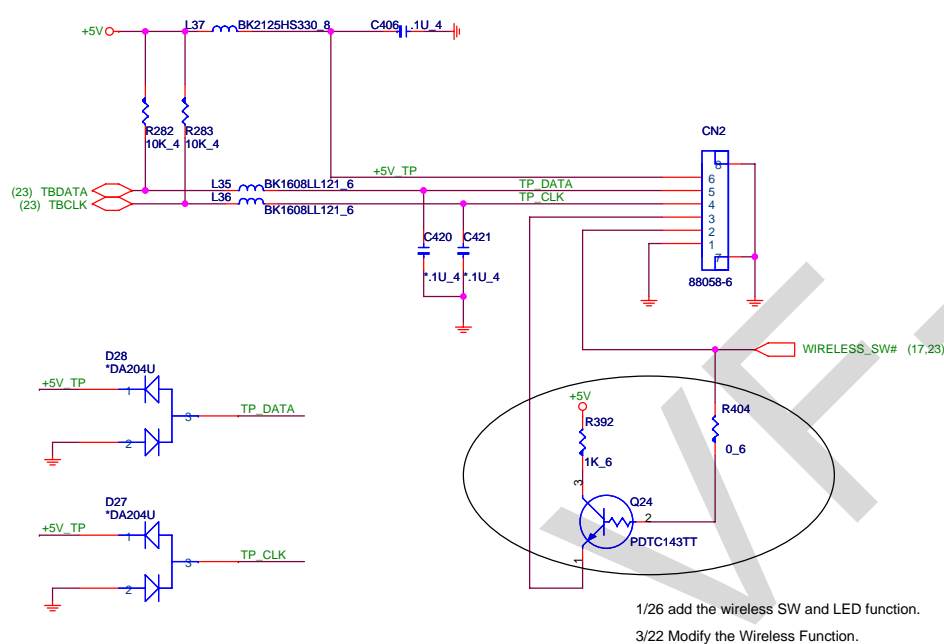 +5V
L37 BK2125HS330_8
C406 .1U_4
R282
10K_4
R283
10K_4
CN2
+5V_TP
(23) TBDATA
(23) TBCLK
L35 BK1608LL121_6
L36
BK1608LL121_6
TP_DATA
TP_CLK
8
6
5
4
3
2
1
7
88058-6
C420
*.1U_4
C421
*.1U_4
WIRELESS_SW# (17,23)
D28
*DA204U
+5V_TP
1
3
TP_DATA
2
+5V
R392
1K_6
R404
0_6
3
Q24
2
PDTC143TT
1
D27
*DA204U
+5V_TP
1
3
TP_CLK
2
1/26 add the wireless SW and LED function.
3/22 Modify the Wireless Function.